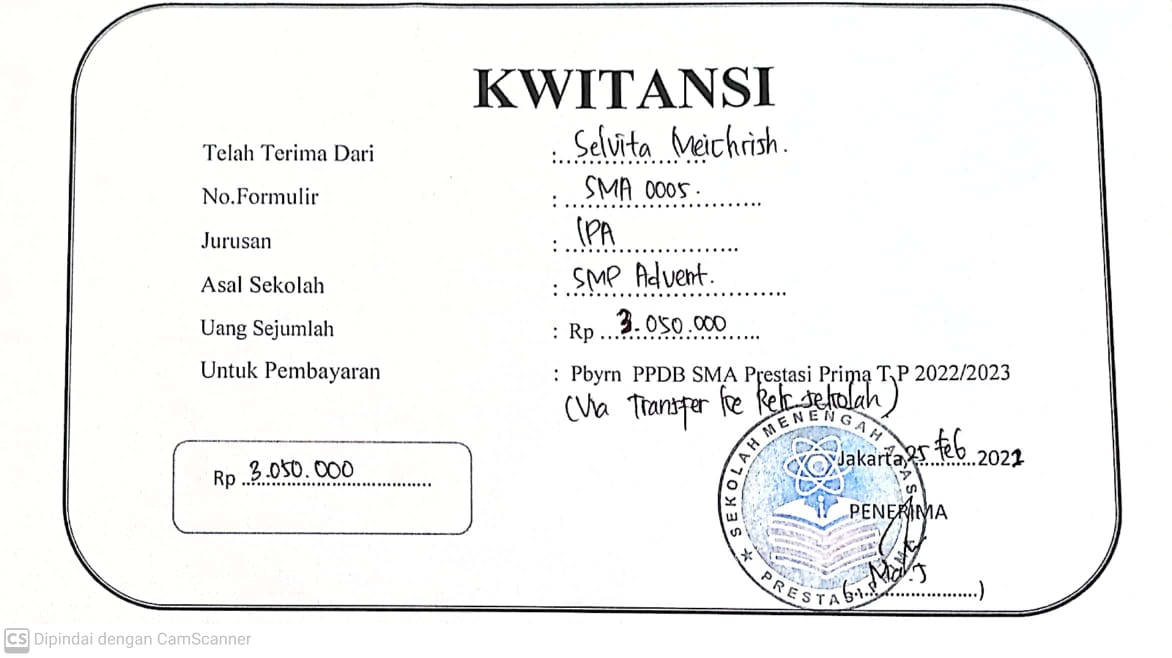 KWITANSI
Telah Terima Dari : Selvita Meichrish.
No.Formulir : SMA 0005.
Jurusan : IPA
Asal Sekolah : SMP Advent.
Uang Sejumlah : Rp 3.050.000
Untuk Pembayaran : Pbyrn PPDB SMA Prestasi Prima T.P 2022/2023
(Via Transfer ke Rek. sekolah)
SEKOLAH MENENGAH ATAS
Jakarta, 25 feb 2022
Rp 3.050.000
PENERIMA
PRESTASI
CS Dipindai dengan CamScanner